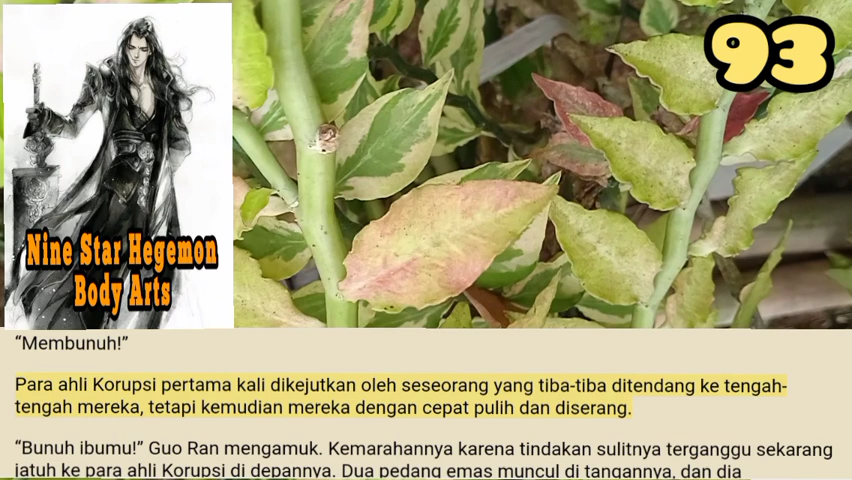 93
Nine Star Hegemon
Body Arts
“Membunuh!”
Para ahli Korupsi pertama kali dikejutkan oleh seseorang yang tiba-tiba ditendang ke tengah-
tengah mereka, tetapi kemudian mereka dengan cepat pulih dan diserang.
“Bunuh ibumu!” Guo Ran mengamuk. Kemarahannya karena tindakan sulitnya terganggu sekarang
jatuh ke para ahli Korupsi di depannya. Dua pedang emas muncul di tangannya, dan dia